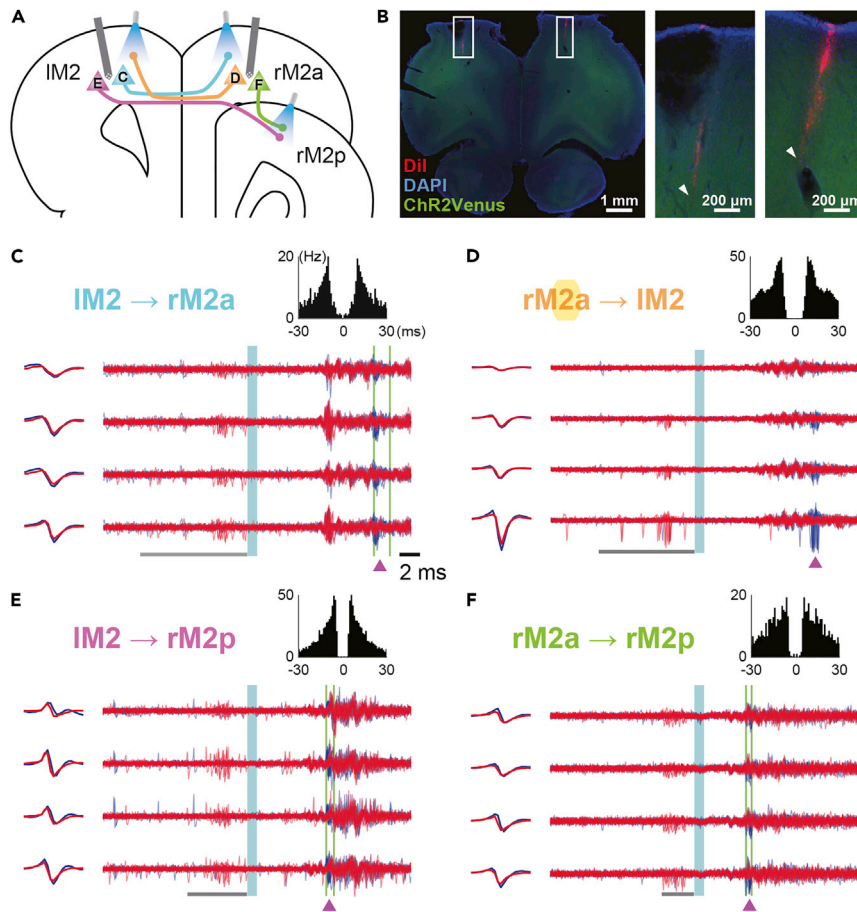 A
lM2
E
C
D
F
rM2a
rM2p
B
DiI
DAPI
ChR2Venus
1 mm
200 µm
200 µm
C
lM2 → rM2a
20
(Hz)
0
-30 0 30 (ms)
2 ms
D
rM2a → lM2
50
0
-30 0 30
E
lM2 → rM2p
50
0
-30 0 30
F
rM2a → rM2p
20
0
-30 0 30